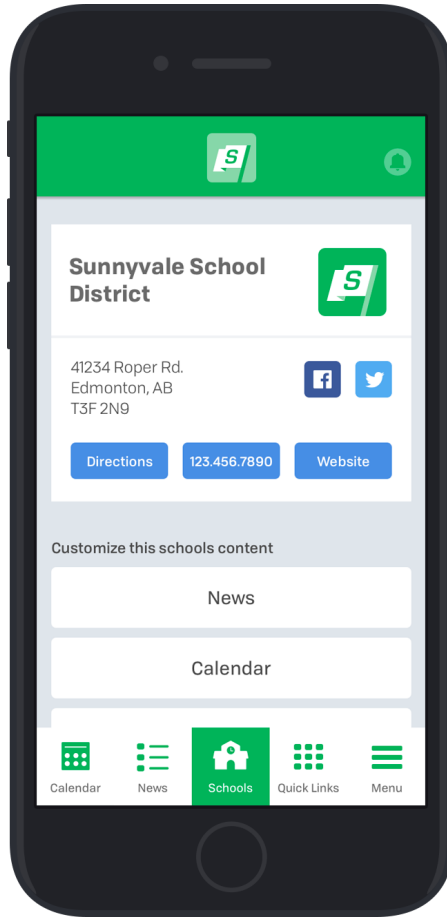 S
Sunnyvale School
District
S
41234 Roper Rd.
Edmonton, AB
T3F 2N9
Directions
123.456.7890
Website
Customize this schools content
News
Calendar
Calendar
News
Schools
Quick Links
Menu